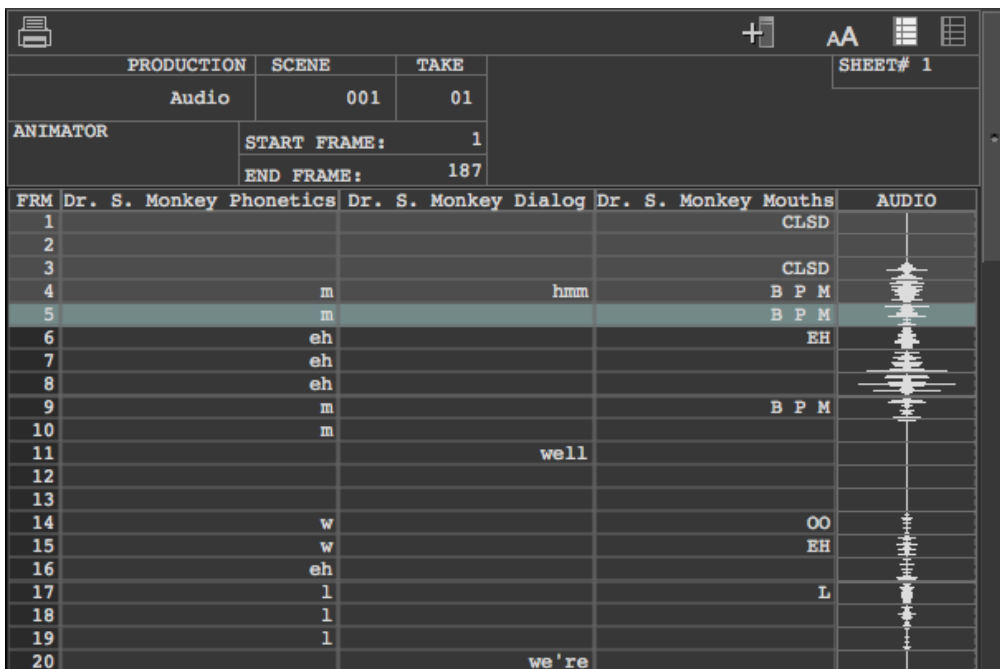 AA
PRODUCTION SCENE TAKE SHEET# 1
Audio 001 01
ANIMATOR
START FRAME: 1
END FRAME: 187
FRM Dr. S. Monkey Phonetics Dr. S. Monkey Dialog Dr. S. Monkey Mouths AUDIO
1 CLSD
2
3 CLSD
4 m hmm B P M
5 m B P M
6 eh EH
7 eh
8 eh
9 m B P M
10 m
11 well
12
13
14 w OO
15 w EH
16 eh
17 l L
18 l
19 l
20 we're